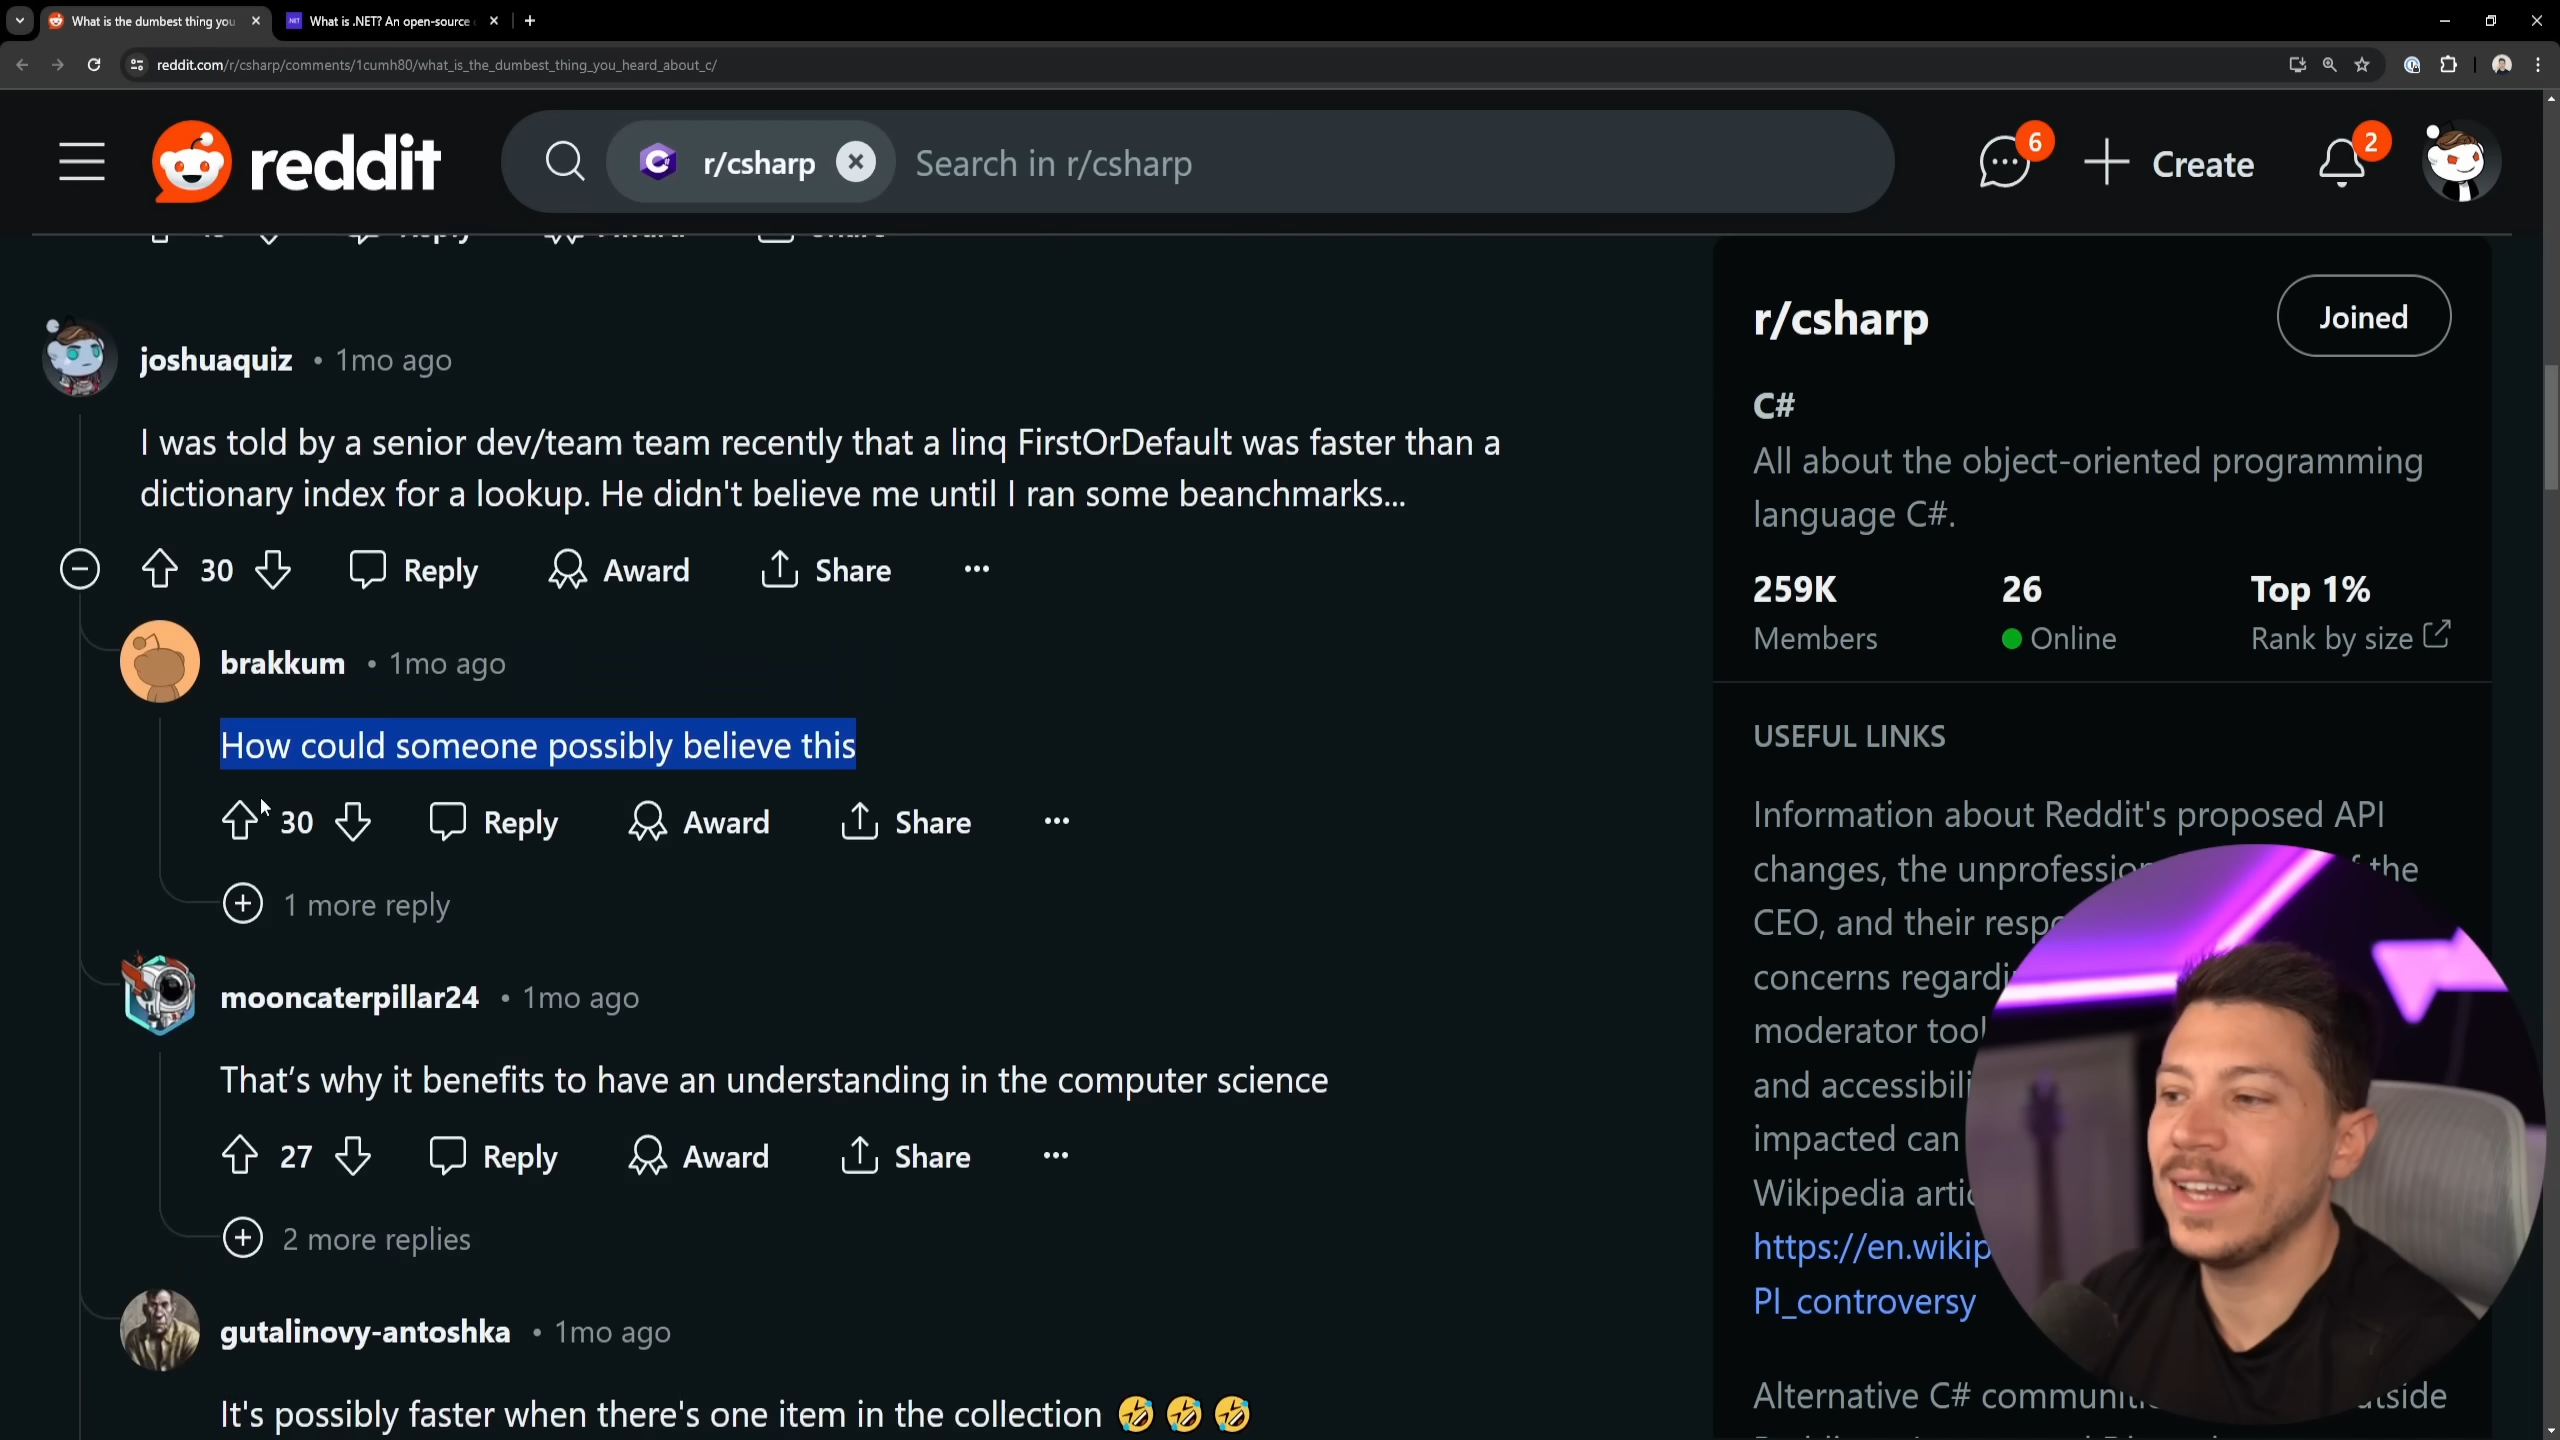 What is the dumbest thing you
What is .NET? An open-source
reddit.com/r/csharp/comments/1cumh80/what_is_the_dumbest_thing_you_heard_about_c/
reddit
r/csharp
Search in r/csharp
6
Create
2
Reply
joshuaquiz • 1mo ago
I was told by a senior dev/team team recently that a linq FirstOrDefault was faster than a
dictionary index for a lookup. He didn't believe me until I ran some beanchmarks...
30 Reply Award Share ...
brakkum • 1mo ago
How could someone possibly believe this
30 Reply Award Share ...
1 more reply
mooncaterpillar24 • 1mo ago
That’s why it benefits to have an understanding in the computer science
27 Reply Award Share ...
2 more replies
gutalinovy-antoshka • 1mo ago
It's possibly faster when there's one item in the collection 🤣 🤣 🤣
r/csharp
Joined
C#
All about the object-oriented programming
language C#.
259K 26 Top 1%
Members Online Rank by size
USEFUL LINKS
Information about Reddit's proposed API
changes, the the
CEO, and their
concerns
moderator
and
impacted can
Wikipedia
https://en.wikip
PI_controversy
Alternative C#